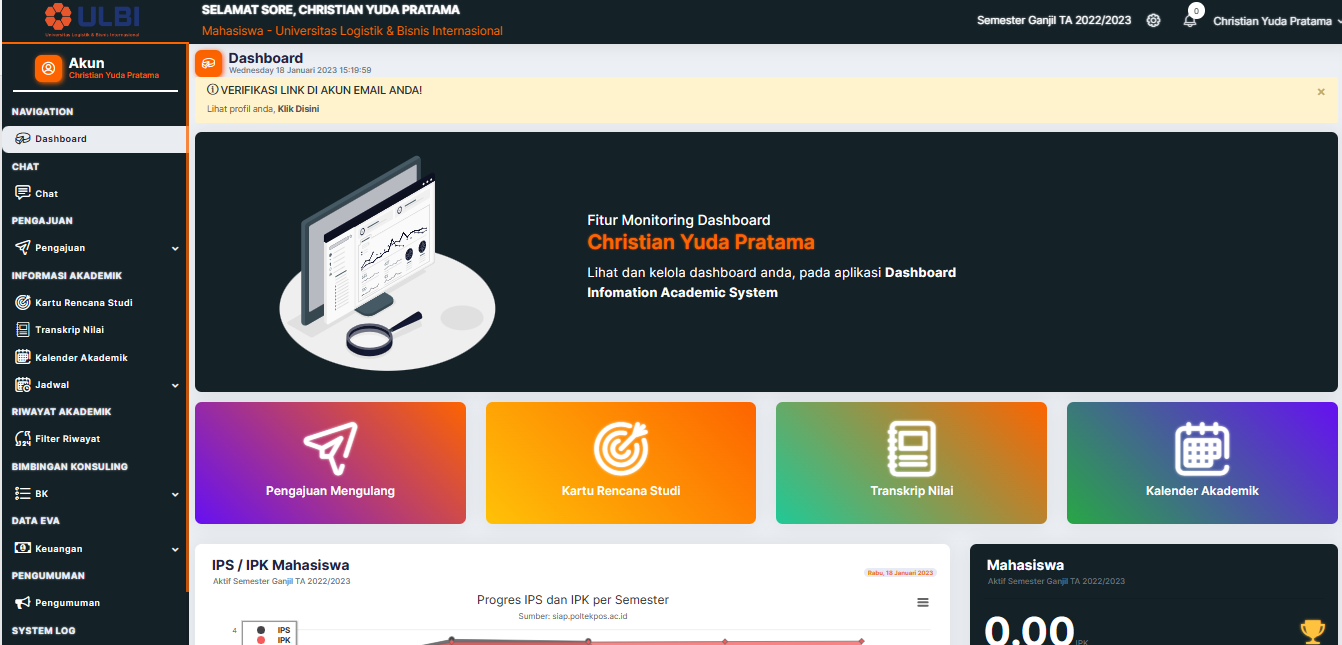 ULBI
Universitas Logistik & Bisnis Internasional
SELAMAT SORE, CHRISTIAN YUDA PRATAMA
Mahasiswa - Universitas Logistik & Bisnis Internasional
Semester Ganjil TA 2022/2023
0
Christian Yuda Pratama
Akun
Christian Yuda Pratama
NAVIGATION
Dashboard
CHAT
Chat
PENGAJUAN
Pengajuan
INFORMASI AKADEMIK
Kartu Rencana Studi
Transkrip Nilai
Kalender Akademik
Jadwal
RIWAYAT AKADEMIK
Filter Riwayat
BIMBINGAN KONSULING
BK
DATA EVA
Keuangan
PENGUMUMAN
Pengumuman
SYSTEM LOG
Dashboard
Wednesday 18 Januari 2023 15:19:59
VERIFIKASI LINK DI AKUN EMAIL ANDA!
×
Lihat profil anda, Klik Disini
Fitur Monitoring Dashboard
Christian Yuda Pratama
Lihat dan kelola dashboard anda, pada aplikasi Dashboard
Infomation Academic System
Pengajuan Mengulang
Kartu Rencana Studi
Transkrip Nilai
Kalender Akademik
IPS / IPK Mahasiswa
Aktif Semester Ganjil TA 2022/2023
Rabu, 18 Januari 2023
Progres IPS dan IPK per Semester
Sumber: siap.poltekpos.ac.id
4
IPS
IPK
Mahasiswa
Aktif Semester Ganjil TA 2022/2023
0.00
IPK